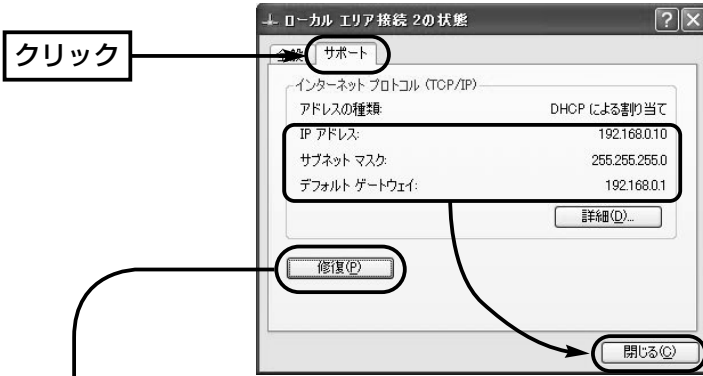 ローカル エリア接続 2の状態
クリック
全般
サポート
インターネット プロトコル (TCP/IP)
アドレスの種類: DHCP による割り当て
IP アドレス: 192.168.0.10
サブネット マスク: 255.255.255.0
デフォルト ゲートウェイ: 192.168.0.1
詳細(D)...
修復(P)
閉じる(C)